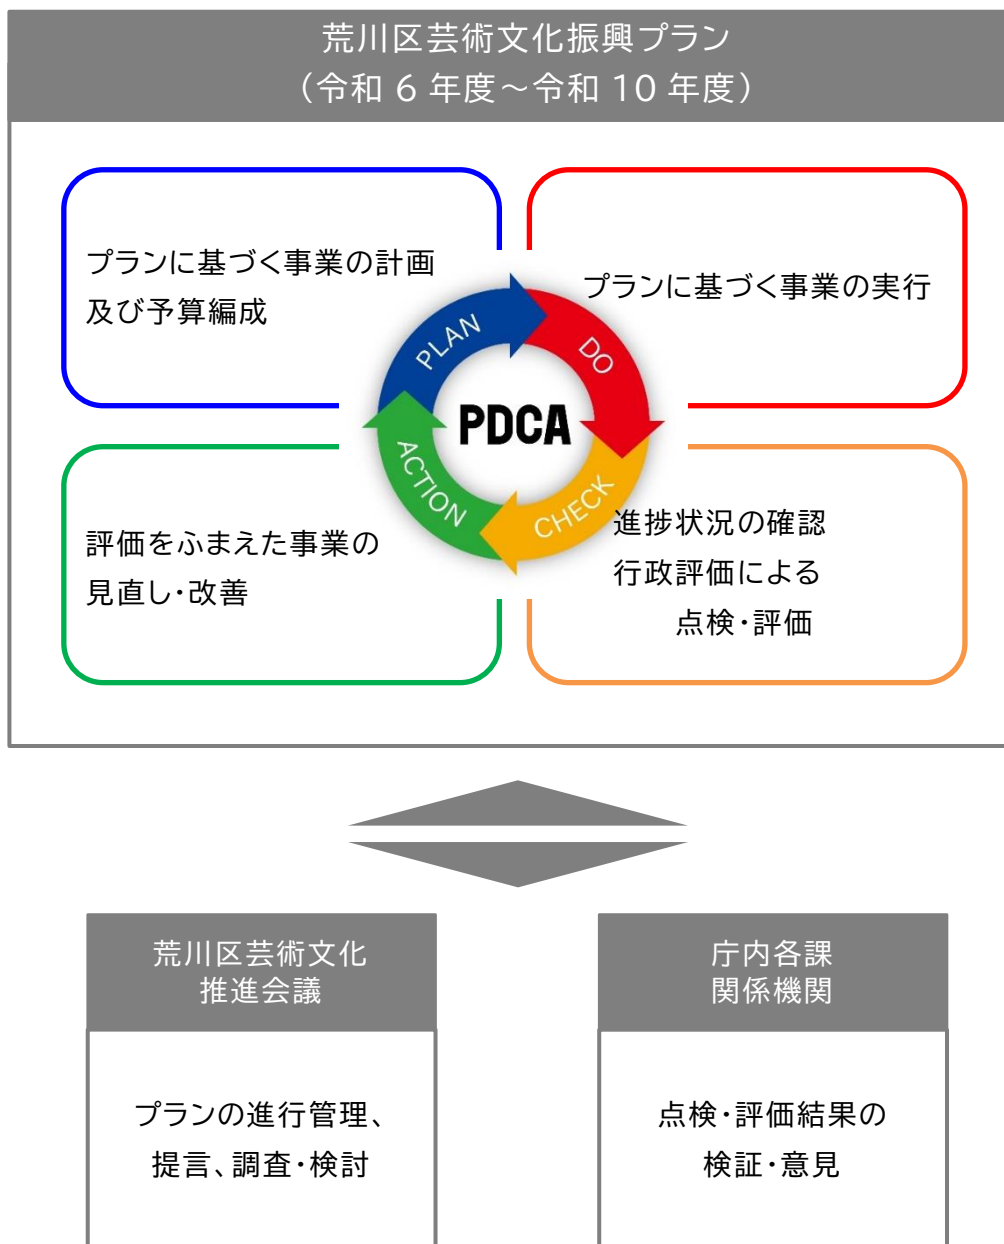 荒川区芸術文化振興プラン
（令和 6 年度～令和 10 年度）
プランに基づく事業の計画
及び予算編成
プランに基づく事業の実行
PLAN
DO
PDCA
ACTION
CHECK
評価をふまえた事業の
見直し・改善
進捗状況の確認
行政評価による
点検・評価
荒川区芸術文化
推進会議
プランの進行管理、
提言、調査・検討
庁内各課
関係機関
点検・評価結果の
検証・意見